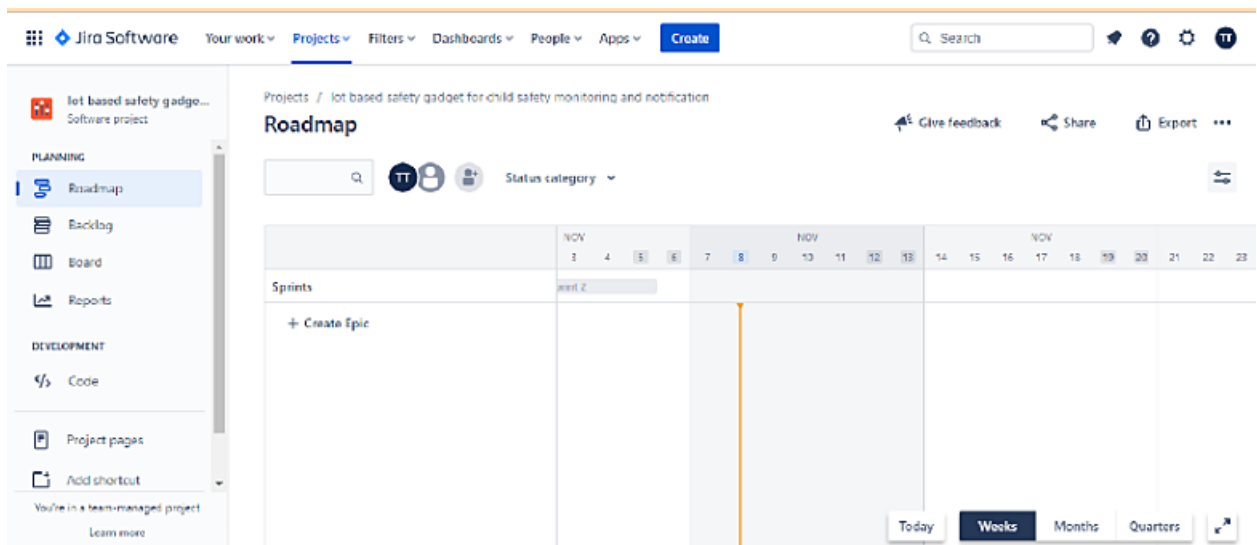 Jira Software Your work Projects Filters Dashboards People Apps Create Search TT
Iot based safety gadge...
Software project
PLANNING
Roadmap
Backlog
Board
Reports
DEVELOPMENT
Code
Project pages
Add shortcut
You're in a team-managed project
Learn more
Projects / Iot based safety gadget for child safety monitoring and notification
Roadmap
Give feedback Share Export
TT Status category
NOV NOV NOV
3 4 5 6 7 8 9 10 11 12 13 14 15 16 17 18 19 20 21 22 23
Sprints print 2
+ Create Epic
Today Weeks Months Quarters